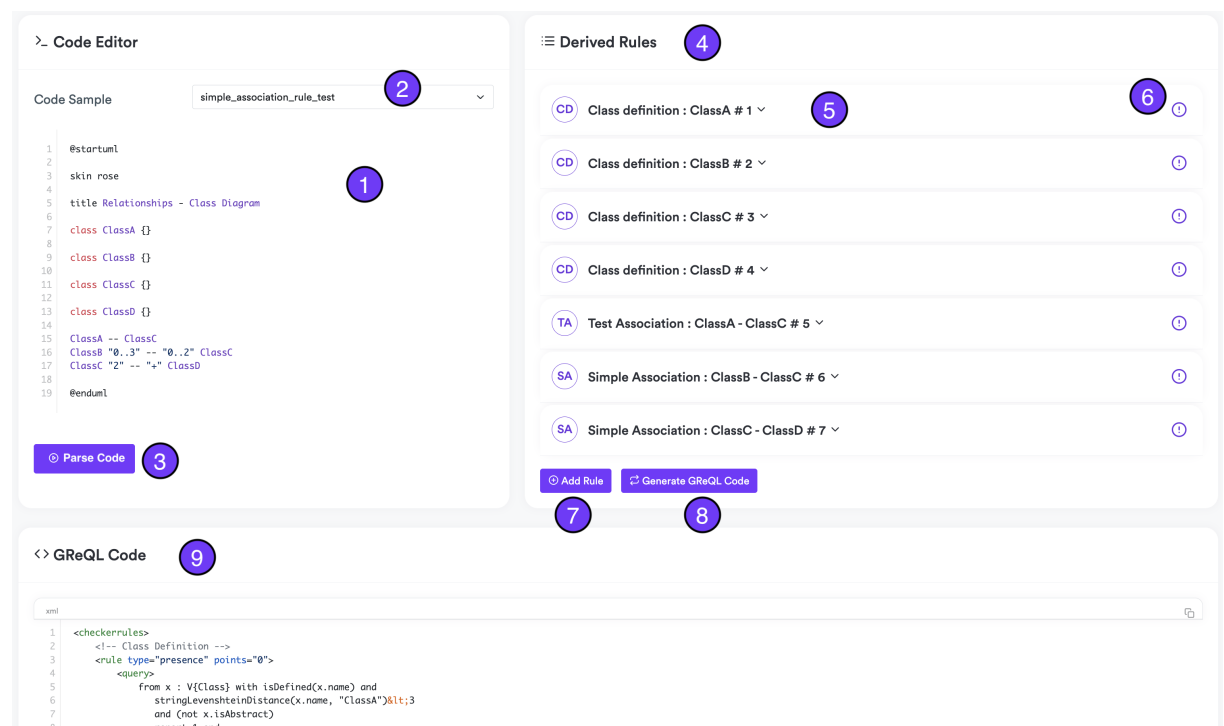 >_ Code Editor
Code Sample
simple_association_rule_test
2
1
1 @startuml
2
3 skin rose
4
5 title Relationships - Class Diagram
6
7 class ClassA {}
8
9 class ClassB {}
10
11 class ClassC {}
12
13 class ClassD {}
14
15 ClassA -- ClassC
16 ClassB "0..3" -- "0..2" ClassC
17 ClassC "2" -- "+" ClassD
18
19 @enduml
Parse Code
3
Derived Rules
4
CD Class definition : ClassA # 1
5
6
CD Class definition : ClassB # 2
CD Class definition : ClassC # 3
CD Class definition : ClassD # 4
TA Test Association : ClassA - ClassC # 5
SA Simple Association : ClassB - ClassC # 6
SA Simple Association : ClassC - ClassD # 7
Add Rule
Generate GReQL Code
7
8
<> GReQL Code
9
xml
1 <checkerrules>
2 <!-- Class Definition -->
3 <rule type="presence" points="0">
4 <query>
5 from x : V{Class} with isDefined(x.name) and
6 stringLevenshteinDistance(x.name, "ClassA")&lt;3
7 and (not x.isAbstract)